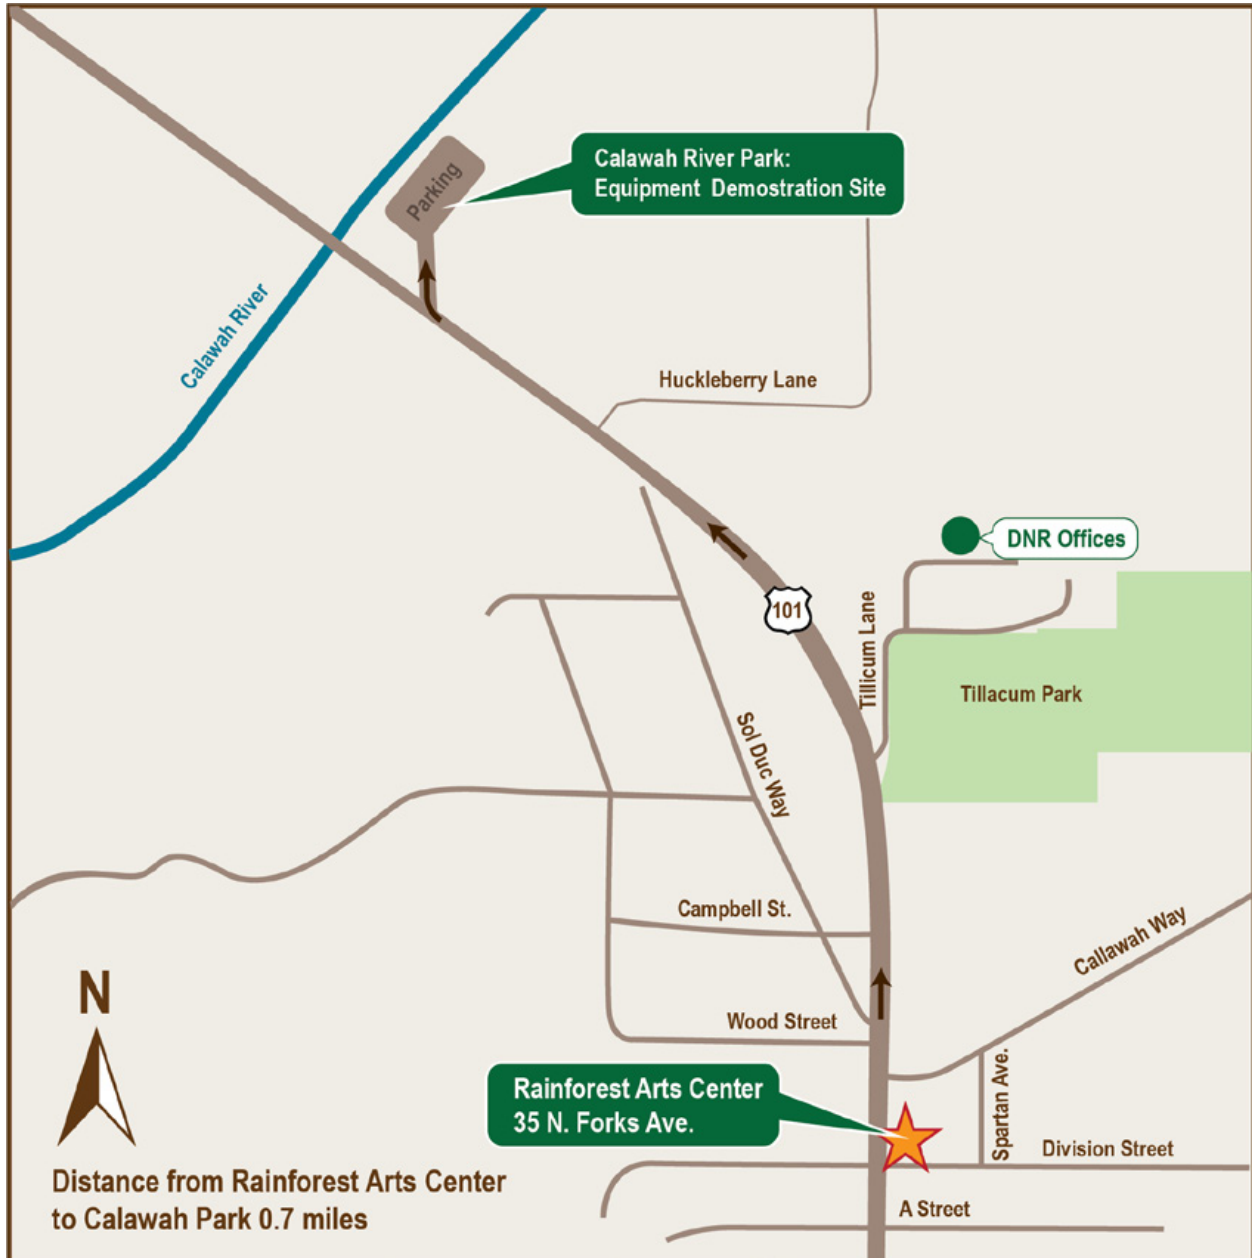 Calawah River Park:
Equipment Demostration Site
Parking
Calawah River
Huckleberry Lane
DNR Offices
101
Tillicum Lane
Tillacum Park
Sol Duc Way
Campbell St.
Callawah Way
N
Wood Street
Rainforest Arts Center
35 N. Forks Ave.
Spartan Ave.
Division Street
Distance from Rainforest Arts Center
to Calawah Park 0.7 miles
A Street